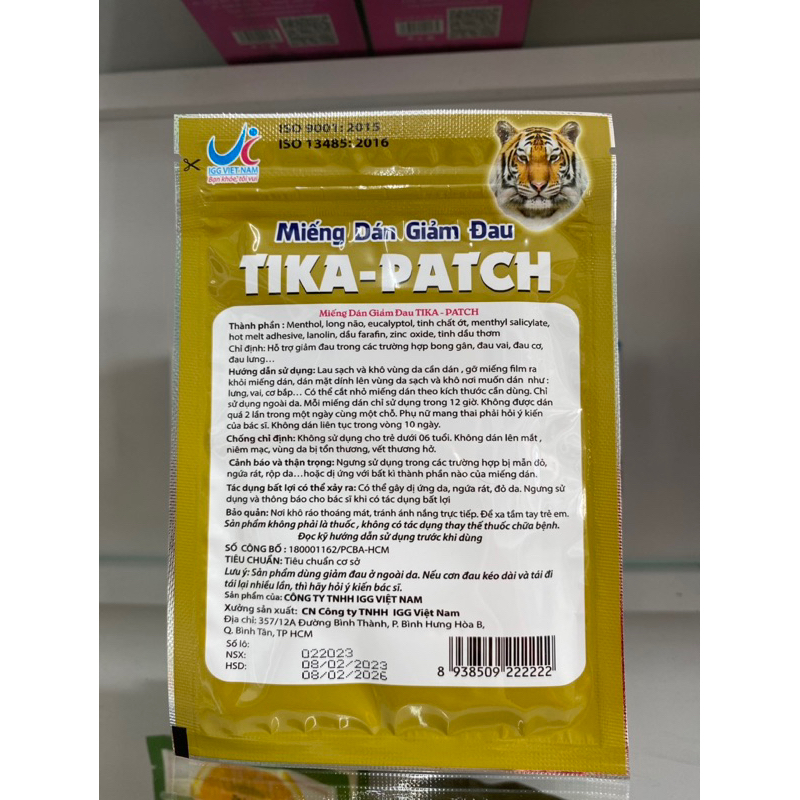 ISO 9001: 2015
ISO 13485: 2016
IGG VIET NAM
Bạn khỏe, tôi vui
Miếng Dán Giảm Đau
TIKA-PATCH
Miếng Dán Giảm Đau TIKA - PATCH
Thành phần : Menthol, long não, eucalyptol, tinh chất ớt, menthyl salicylate,
hot melt adhesive, lanolin, dầu farafin, zinc oxide, tinh dầu thơm
Chỉ định: Hỗ trợ giảm đau trong các trường hợp bong gân, đau vai, đau cơ,
đau lưng...
Hướng dẫn sử dụng: Lau sạch và khô vùng da cần dán , gỡ miếng film ra
khỏi miếng dán, dán mặt dính lên vùng da sạch và khô nơi muốn dán như :
lưng, vai, cơ bắp... Có thể cắt nhỏ miếng dán theo kích thước cần dùng. Chỉ
sử dụng ngoài da. Mỗi miếng dán chỉ sử dụng trong 12 giờ. Không được dán
quá 2 lần trong một ngày cùng một chỗ. Phụ nữ mang thai phải hỏi ý kiến
của bác sĩ. Không dán liên tục trong vòng 10 ngày.
Chống chỉ định: Không sử dụng cho trẻ dưới 06 tuổi. Không dán lên mắt ,
niêm mạc, vùng da bị tổn thương, vết thương hở.
Cảnh báo và thận trọng: Ngưng sử dụng trong các trường hợp bị mẫn đỏ,
ngứa rát, rộp da...hoặc dị ứng với bất kì thành phần nào của miếng dán.
Tác dụng bất lợi có thể xảy ra: Có thể gây dị ứng da, ngứa rát, đỏ da. Ngưng sử
dụng và thông báo cho bác sĩ khi có tác dụng bất lợi
Bảo quản: Nơi khô ráo thoáng mát, tránh ánh nắng trực tiếp. Để xa tầm tay trẻ em.
Sản phẩm không phải là thuốc , không có tác dụng thay thế thuốc chữa bệnh.
Đọc kỹ hướng dẫn sử dụng trước khi dùng
SỐ CÔNG BỐ : 180001162/PCBA-HCM
TIÊU CHUẨN: Tiêu chuẩn cơ sở
Lưu ý: Sản phẩm dùng giảm đau ở ngoài da. Nếu cơn đau kéo dài và tái đi
tái lại nhiều lần, thì hãy hỏi ý kiến bác sĩ.
Sản phẩm của: CÔNG TY TNHH IGG VIỆT NAM
Xưởng sản xuất: CN Công ty TNHH IGG Việt Nam
Địa chỉ: 357/12A Đường Bình Thành, P. Bình Hưng Hòa B,
Q. Bình Tân, TP HCM
Số lô: 022023
NSX: 08/02/2023
HSD: 08/02/2026
8 938509 222222